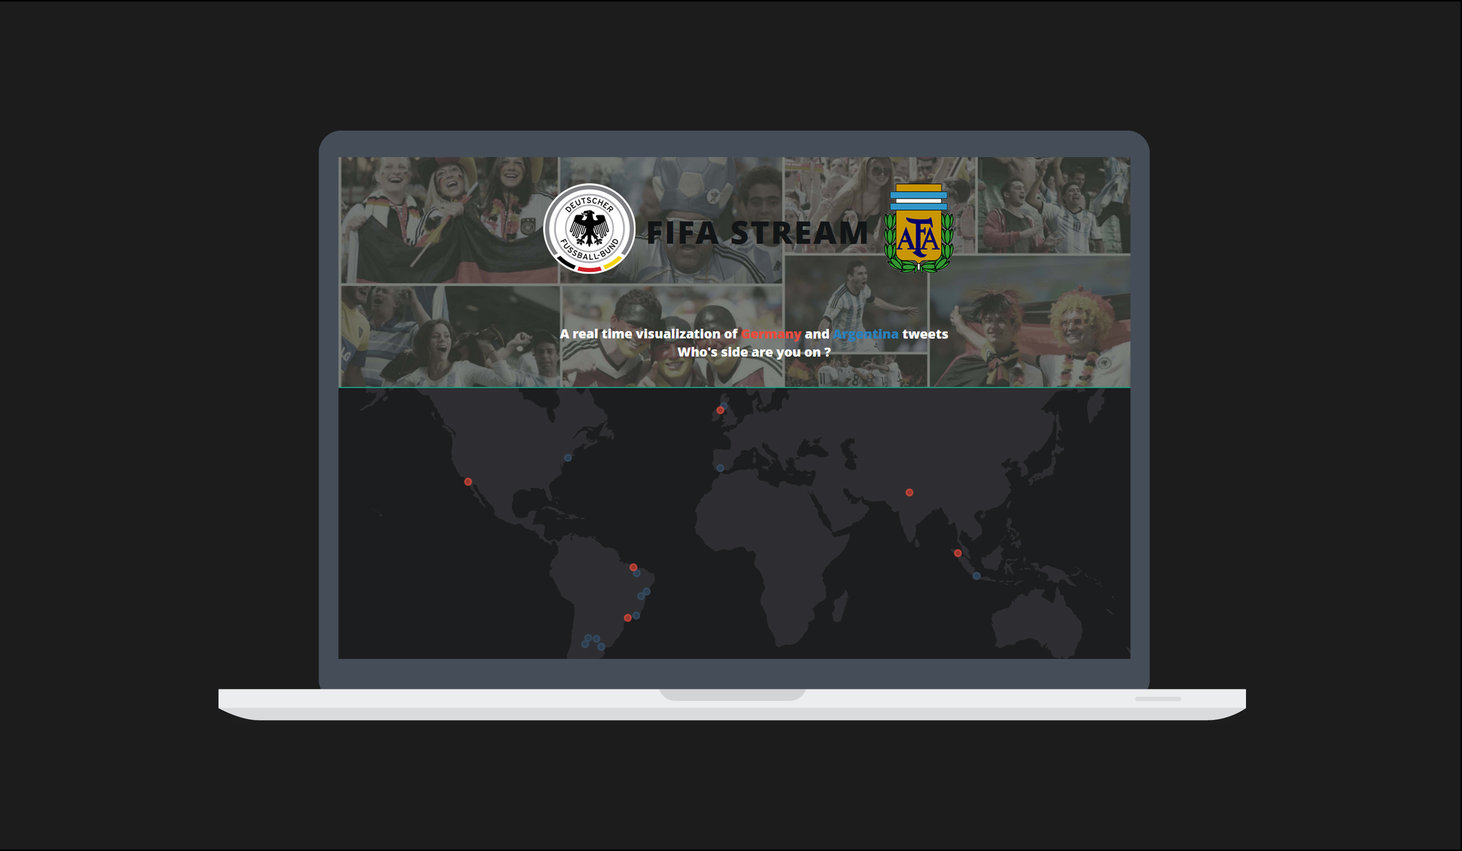 DEUTSCHER
FUSSBALL-BUND
FIFA STREAM
AFA
A real time visualization of Germany and Argentina tweets
Who's side are you on ?